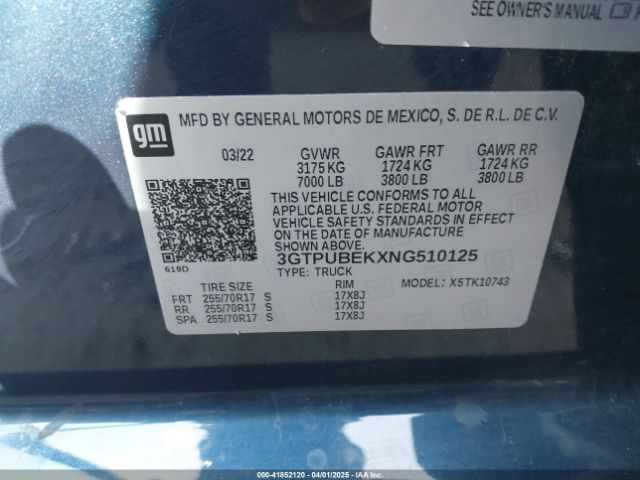 SEE OWNER'S MANUAL
gm
MFD BY GENERAL MOTORS DE MEXICO, S. DE R.L. DE C.V.
03/22 GVWR GAWR FRT GAWR RR
3175 KG 1724 KG 1724 KG
7000 LB 3800 LB 3800 LB
THIS VEHICLE CONFORMS TO ALL
APPLICABLE U.S. FEDERAL MOTOR
VEHICLE SAFETY STANDARDS IN EFFECT
ON THE DATE OF MANUFACTURE
SHOWN ABOVE.
619D
3GTPUBEKXNG510125
TYPE: TRUCK MODEL: X5TK10743
TIRE SIZE RIM
FRT 255/70R17 S 17X8J
RR 255/70R17 S 17X8J
SPA 255/70R17 S 17X8J
000-41852120 04/01/2025 IAAI.COM